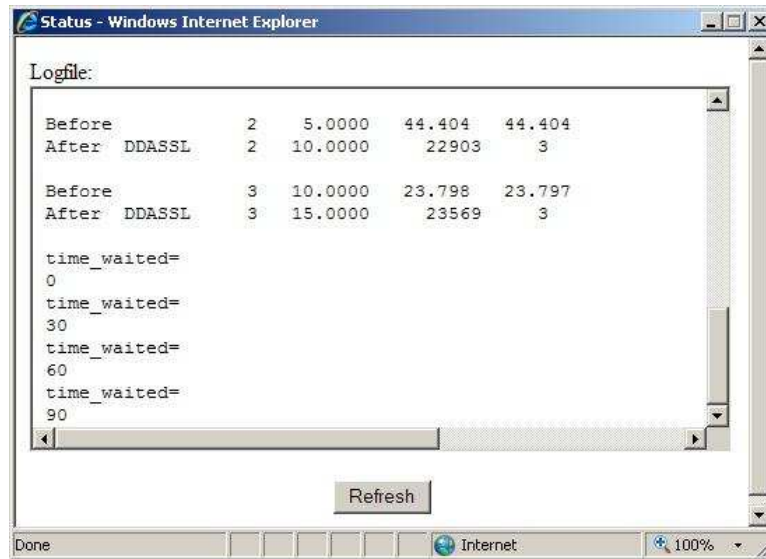 Status - Windows Internet Explorer
Logfile:
Before 2 5.0000 44.404 44.404
After DDASSL 2 10.0000 22903 3
Before 3 10.0000 23.798 23.797
After DDASSL 3 15.0000 23569 3
time_waited=
0
time_waited=
30
time_waited=
60
time_waited=
90
Refresh
Done Internet 100%